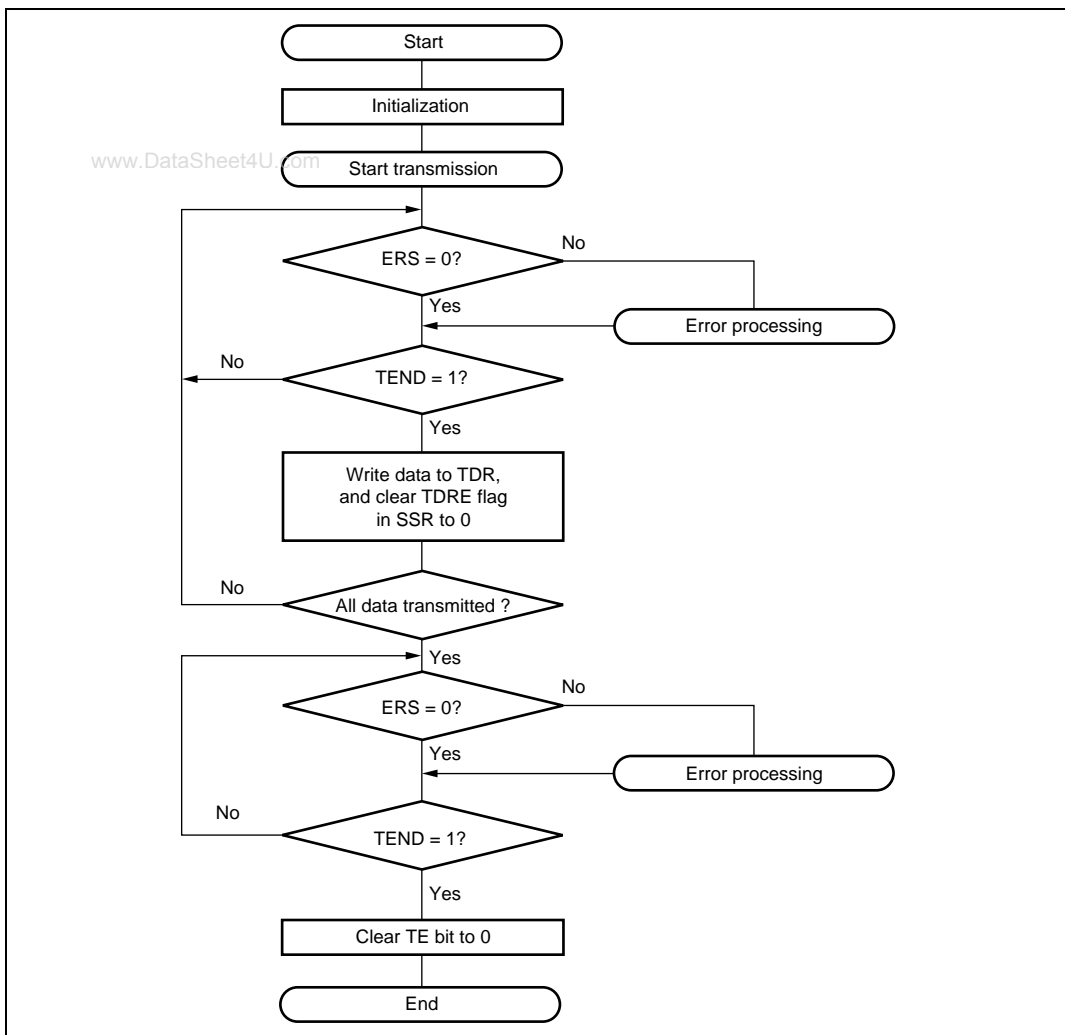 Start
Initialization
www.DataSheet4U.com
Start transmission
ERS = 0?
No
Yes
Error processing
No
TEND = 1?
Yes
Write data to TDR,
and clear TDRE flag
in SSR to 0
No
All data transmitted ?
Yes
ERS = 0?
No
Yes
Error processing
No
TEND = 1?
Yes
Clear TE bit to 0
End